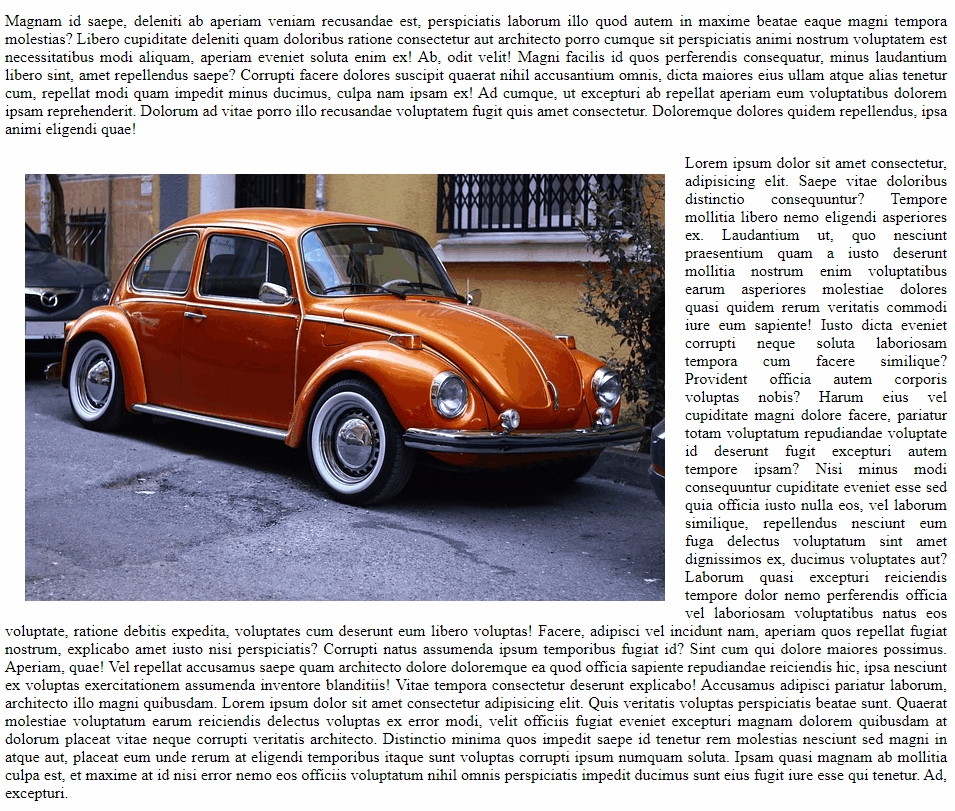 Magnam id saepe, deleniti ab aperiam veniam recusandae est, perspiciatis laborum illo quod autem in maxime beatae eaque magni tempora
molestias? Libero cupiditate deleniti quam doloribus ratione consectetur aut architecto porro cumque sit perspiciatis animi nostrum voluptatem est
necessitatibus modi aliquam, aperiam eveniet soluta enim ex! Ab, odit velit! Magni facilis id quos perferendis consequatur, minus laudantium
libero sint, amet repellendus saepe? Corrupti facere dolores suscipit quaerat nihil accusantium omnis, dicta maiores eius ullam atque alias tenetur
cum, repellat modi quam impedit minus ducimus, culpa nam ipsam ex! Ad cumque, ut excepturi ab repellat aperiam eum voluptatibus dolorem
ipsam reprehenderit. Dolorum ad vitae porro illo recusandae voluptatem fugit quis amet consectetur. Doloremque dolores quidem repellendus, ipsa
animi eligendi quae!
Lorem ipsum dolor sit amet consectetur,
adipisicing elit. Saepe vitae doloribus
distinctio consequuntur? Tempore
mollitia libero nemo eligendi asperiores
ex. Laudantium ut, quo nesciunt
praesentium quam a iusto deserunt
mollitia nostrum enim voluptatibus
earum asperiores molestiae dolores
quasi quidem rerum veritatis commodi
iure eum sapiente! Iusto dicta eveniet
corrupti neque soluta laboriosam
tempora cum facere similique?
Provident officia autem corporis
voluptas nobis? Harum eius vel
cupiditate magni dolore facere, pariatur
totam voluptatum repudiandae voluptate
id deserunt fugit excepturi autem
tempore ipsam? Nisi minus modi
consequuntur cupiditate eveniet esse sed
quia officia iusto nulla eos, vel laborum
similique, repellendus nesciunt eum
fuga delectus voluptatum sint amet
dignissimos ex, ducimus voluptates aut?
Laborum quasi excepturi reiciendis
tempore dolor nemo perferendis officia
vel laboriosam voluptatibus natus eos
voluptate, ratione debitis expedita, voluptates cum deserunt eum libero voluptas! Facere, adipisci vel incidunt nam, aperiam quos repellat fugiat
nostrum, explicabo amet iusto nisi perspiciatis? Corrupti natus assumenda ipsum temporibus fugiat id? Sint cum qui dolore maiores possimus.
Aperiam, quae! Vel repellat accusamus saepe quam architecto dolore doloremque ea quod officia sapiente repudiandae reiciendis hic, ipsa nesciunt
ex voluptas exercitationem assumenda inventore blanditiis! Vitae tempora consectetur deserunt explicabo! Accusamus adipisci pariatur laborum,
architecto illo magni quibusdam. Lorem ipsum dolor sit amet consectetur adipisicing elit. Quis veritatis voluptas perspiciatis beatae sunt. Quaerat
molestiae voluptatum earum reiciendis delectus voluptas ex error modi, velit officiis fugiat eveniet excepturi magnam dolorem quibusdam at
dolorum placeat vitae neque corrupti veritatis architecto. Distinctio minima quos impedit saepe id tenetur rem molestias nesciunt sed magni in
atque aut, placeat eum unde rerum at eligendi temporibus itaque sunt voluptas corrupti ipsum numquam soluta. Ipsam quasi magnam ab mollitia
culpa est, et maxime at id nisi error nemo eos officiis voluptatum nihil omnis perspiciatis impedit ducimus sunt eius fugit iure esse qui tenetur. Ad,
excepturi.